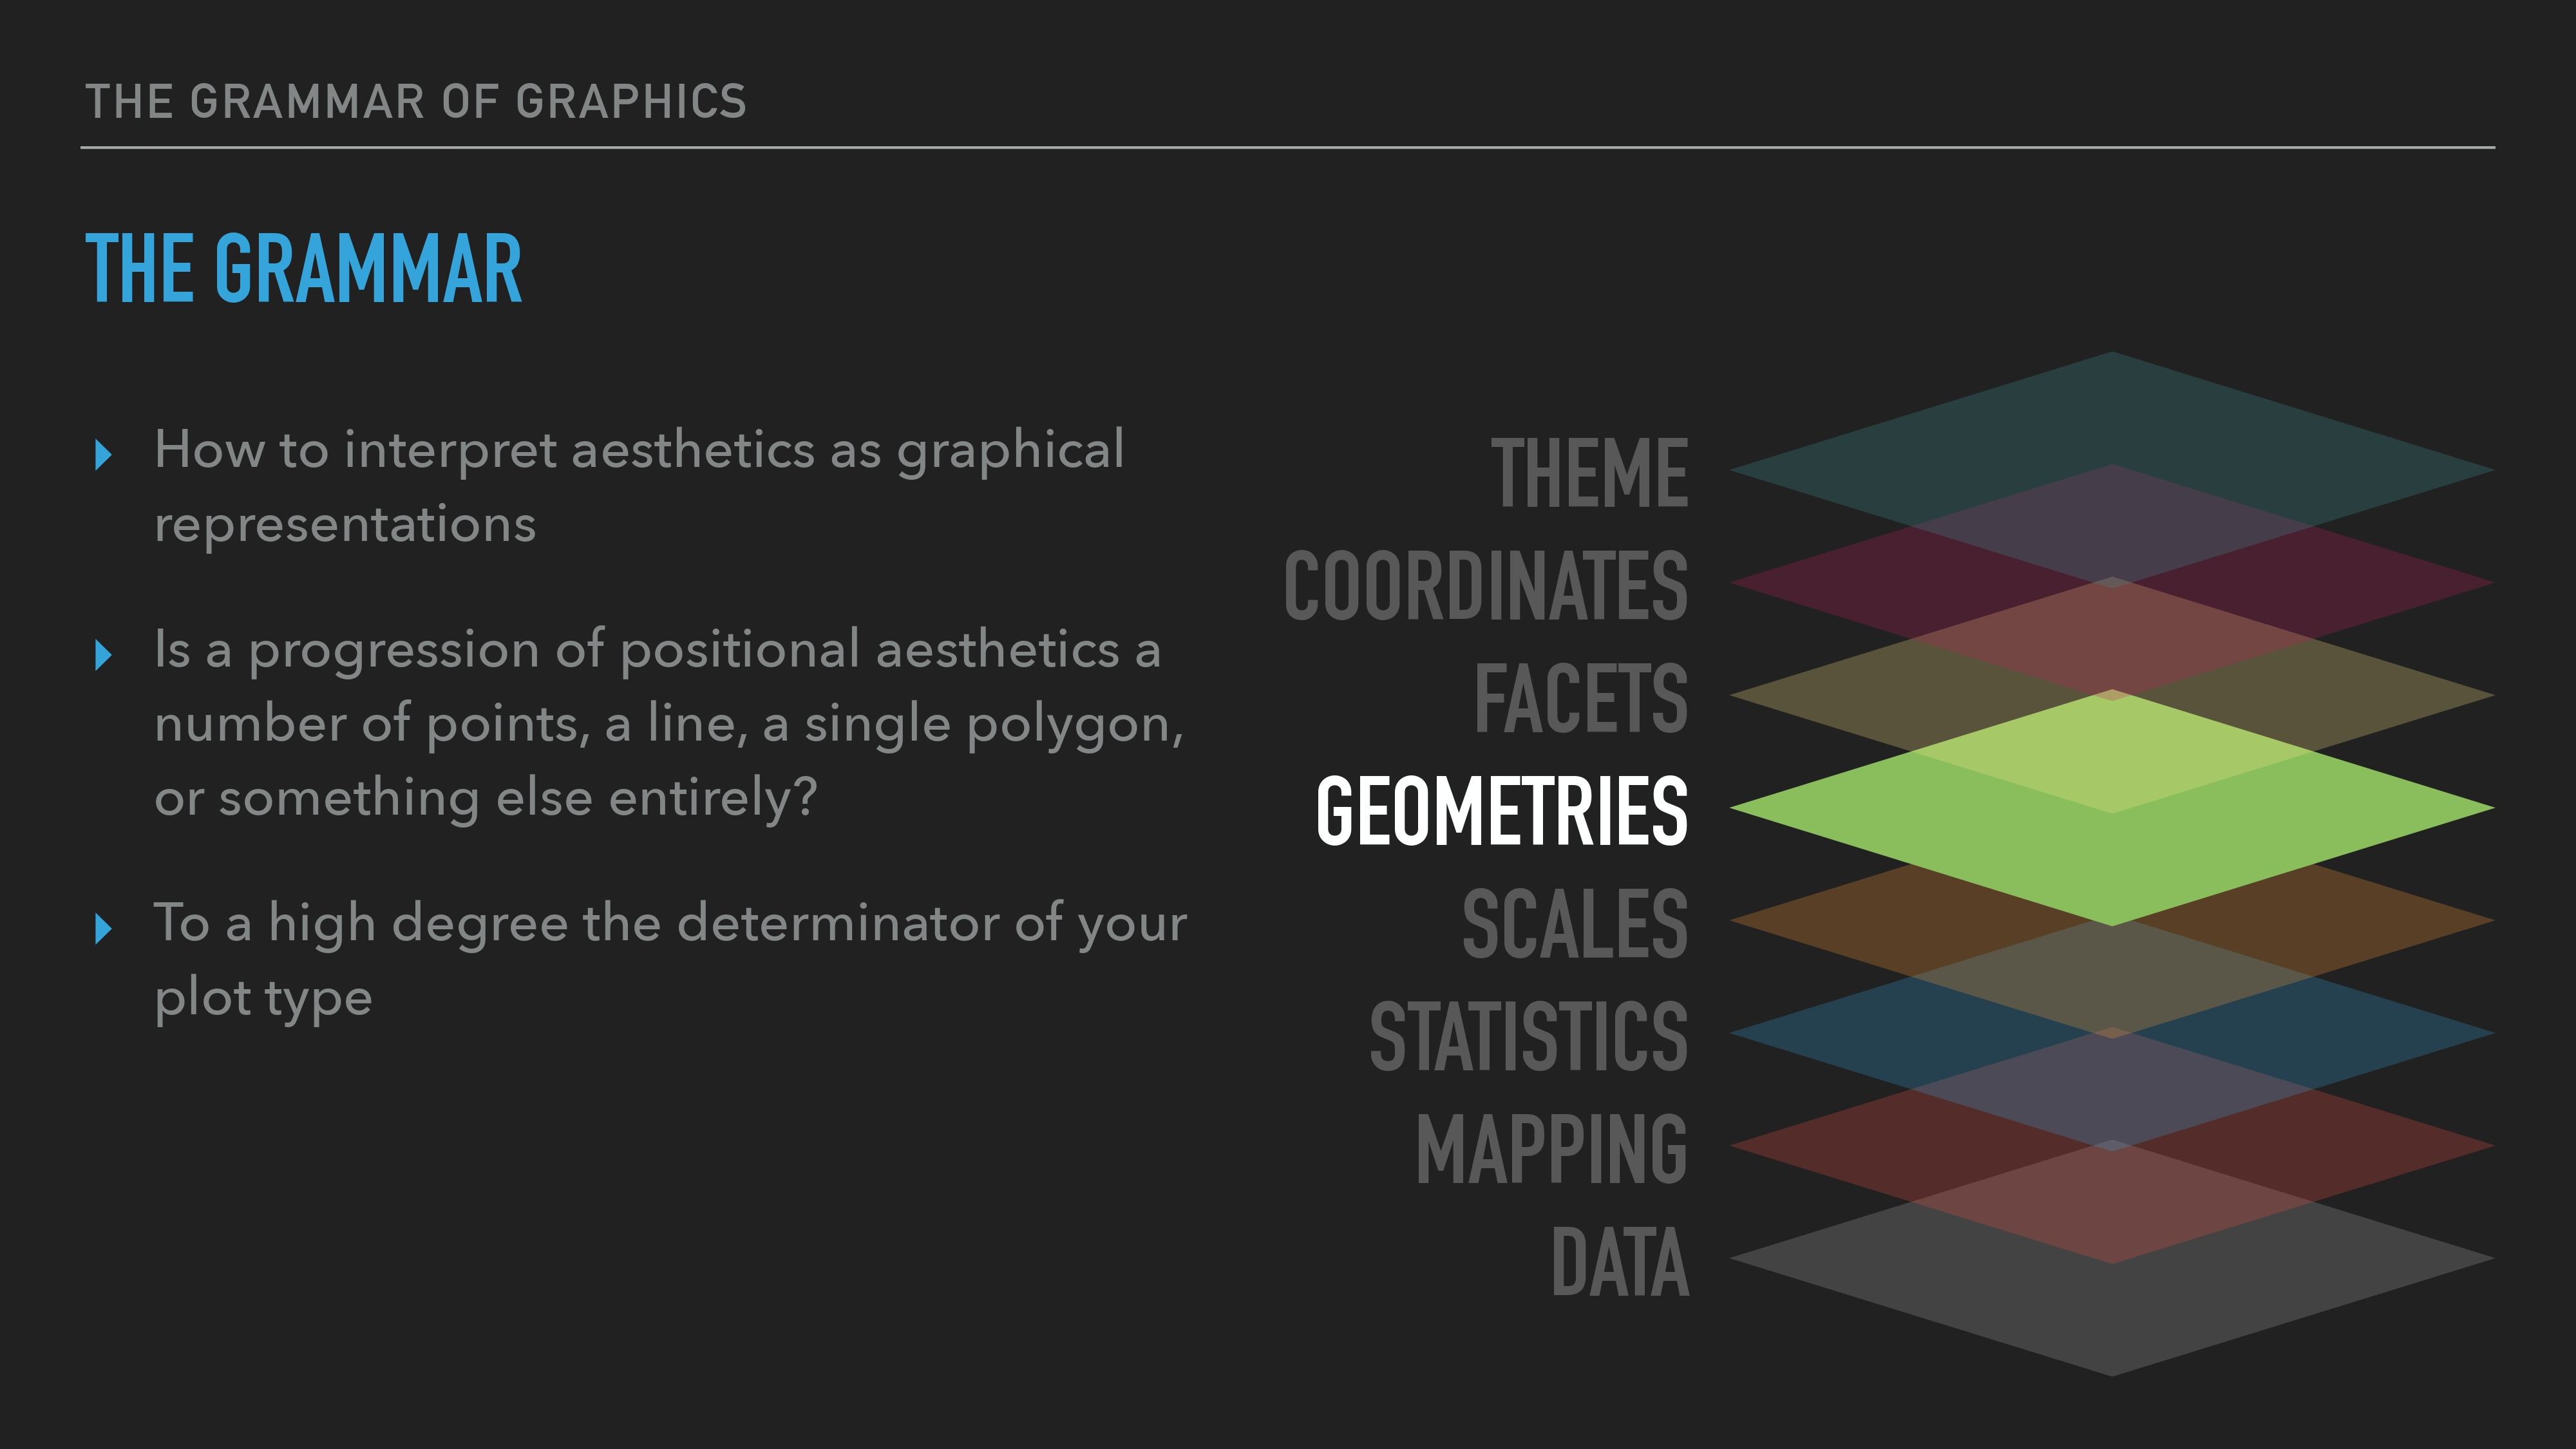 THE GRAMMAR OF GRAPHICS
THE GRAMMAR
How to interpret aesthetics as graphical
representations
Is a progression of positional aesthetics a
number of points, a line, a single polygon,
or something else entirely?
To a high degree the determinator of your
plot type
THEME
COORDINATES
FACETS
GEOMETRIES
SCALES
STATISTICS
MAPPING
DATA